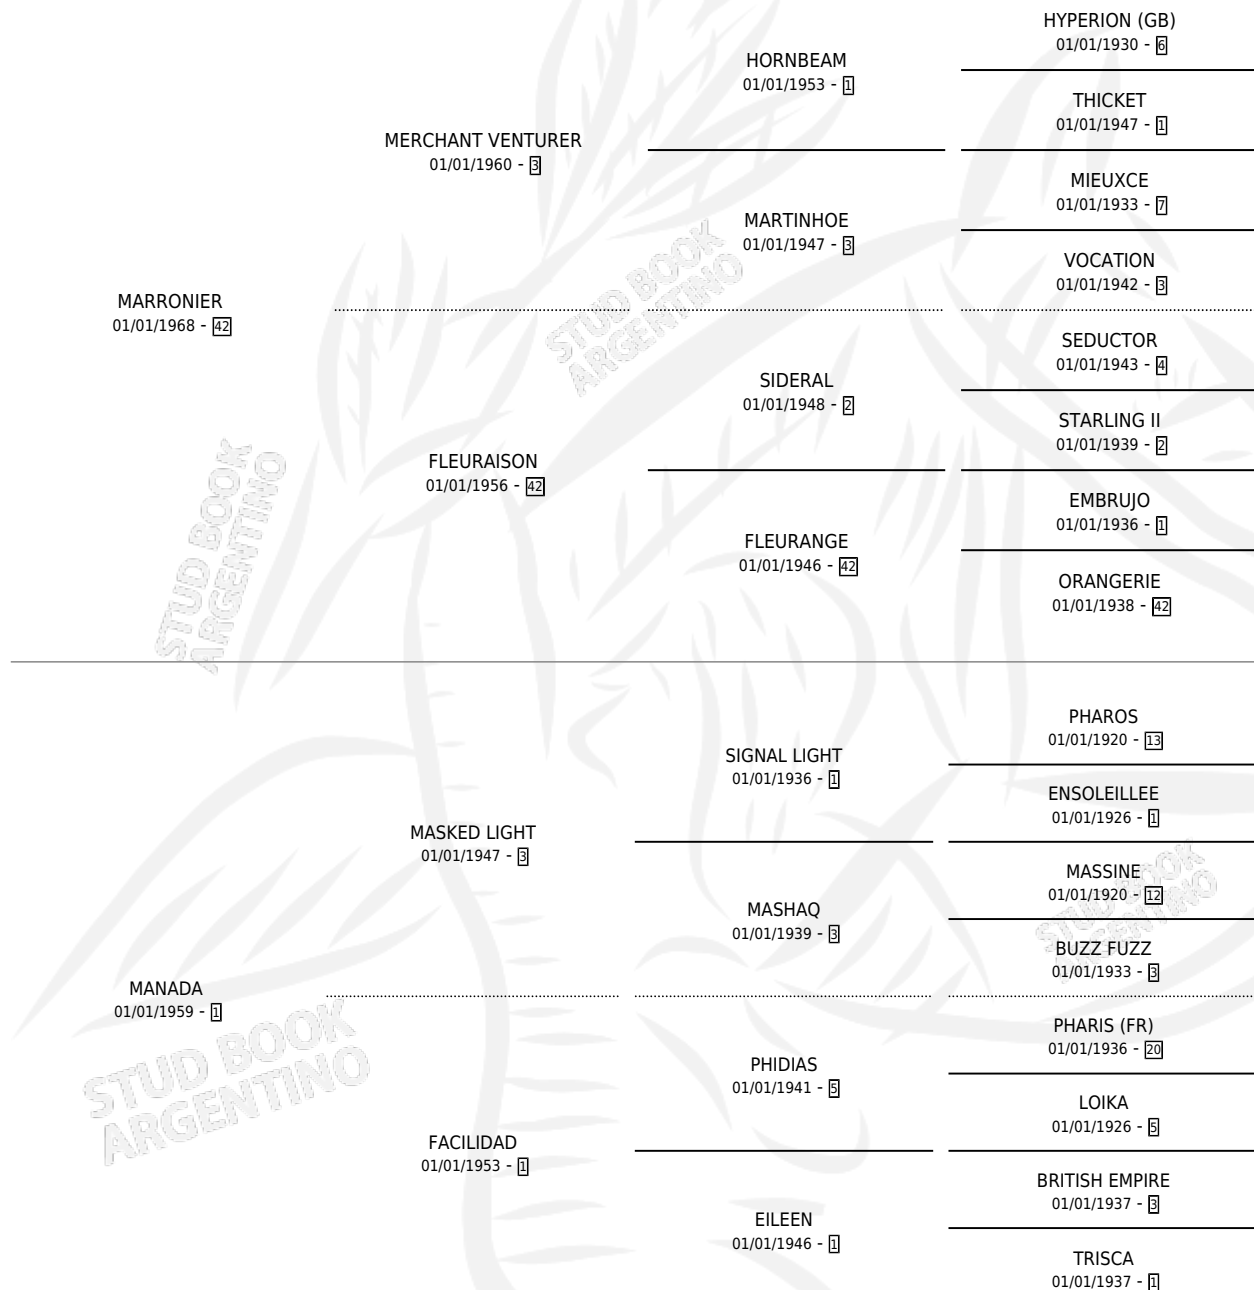 HYPERION (GB)
01/01/1930 - 6
HORNBEAM
01/01/1953 - 1
THICKET
01/01/1947 - 1
MERCHANT VENTURER
01/01/1960 - 3
MIEUXCE
01/01/1933 - 7
MARTINHOE
01/01/1947 - 3
VOCATION
01/01/1942 - 3
MARRONIER
01/01/1968 - 42
SEDUCTOR
01/01/1943 - 4
SIDERAL
01/01/1948 - 2
STARLING II
01/01/1939 - 2
FLEURAISON
01/01/1956 - 42
EMBRUJO
01/01/1936 - 1
FLEURANGE
01/01/1946 - 42
ORANGERIE
01/01/1938 - 42
STUD BOOK
ARGENTINO
STUD BOOK
ARGENTINO
PHAROS
01/01/1920 - 13
SIGNAL LIGHT
01/01/1936 - 1
ENSOLEILLEE
01/01/1926 - 1
MASKED LIGHT
01/01/1947 - 3
MASSINE
01/01/1920 - 12
MASHAQ
01/01/1939 - 3
BUZZ FUZZ
01/01/1933 - 3
STUD BOOK
ARGENTINO
MANADA
01/01/1959 - 1
PHARIS (FR)
01/01/1936 - 20
PHIDIAS
01/01/1941 - 5
LOIKA
01/01/1926 - 5
STUD BOOK
ARGENTINO
FACILIDAD
01/01/1953 - 1
BRITISH EMPIRE
01/01/1937 - 3
EILEEN
01/01/1946 - 1
TRISCA
01/01/1937 - 1